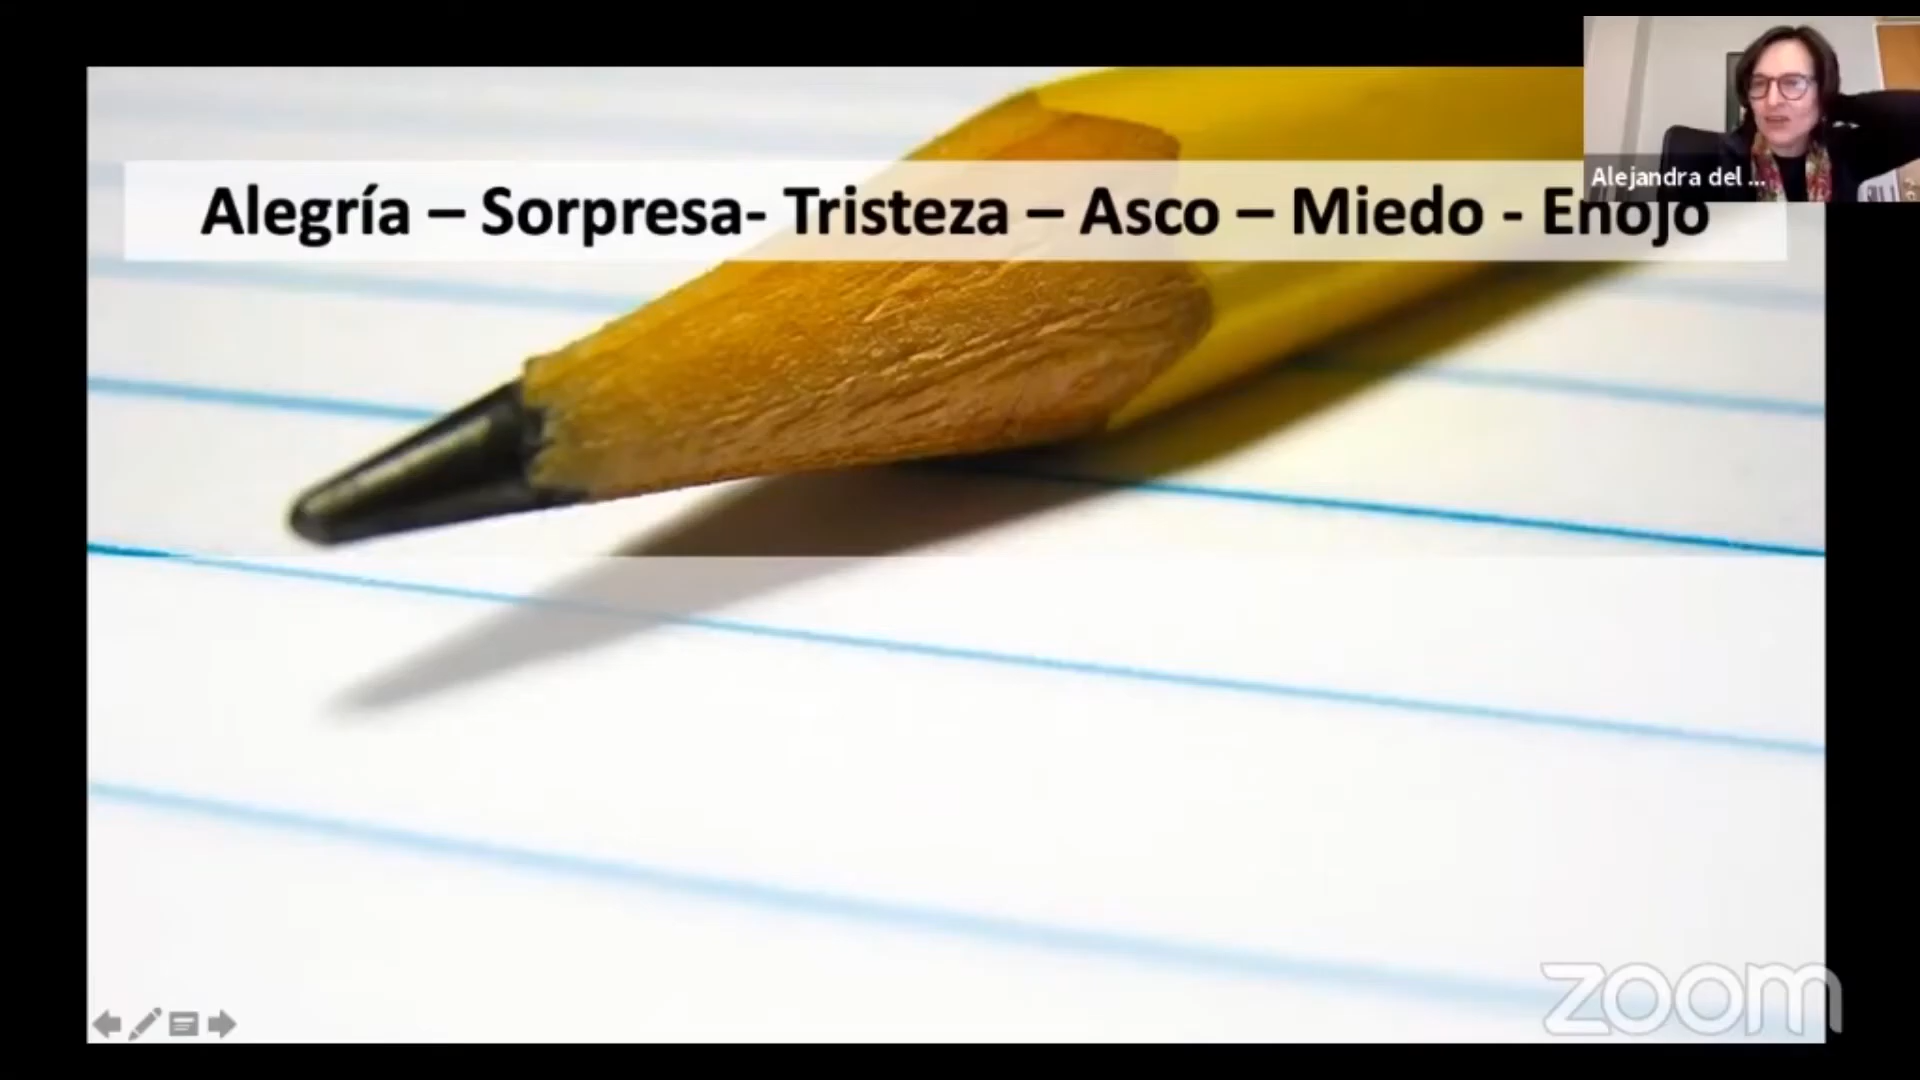 Alejandra del ...
Alegría – Sorpresa- Tristeza – Asco – Miedo - Enojo
zoom